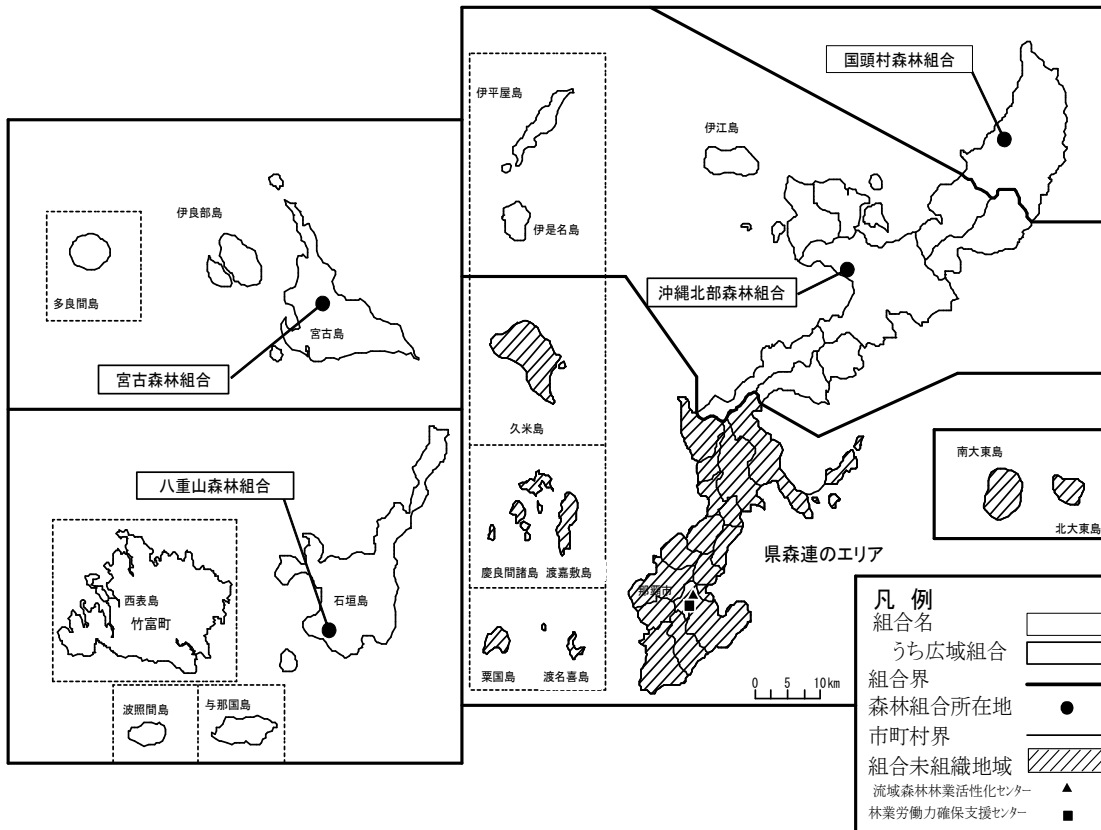 国頭村森林組合
伊平屋島
伊江島
伊是名島
沖縄北部森林組合
伊良部島
多良間島
宮古島
宮古森林組合
久米島
八重山森林組合
西表島
竹富町
石垣島
波照間島
与那国島
慶良間諸島
渡嘉敷島
粟国島
渡名喜島
那覇市
県森連のエリア
南大東島
北大東島
0 5 10km
凡 例
組合名
うち広域組合
組合界
森林組合所在地
市町村界
組合未組織地域
流域森林林業活性化センター
林業労働力確保支援センター